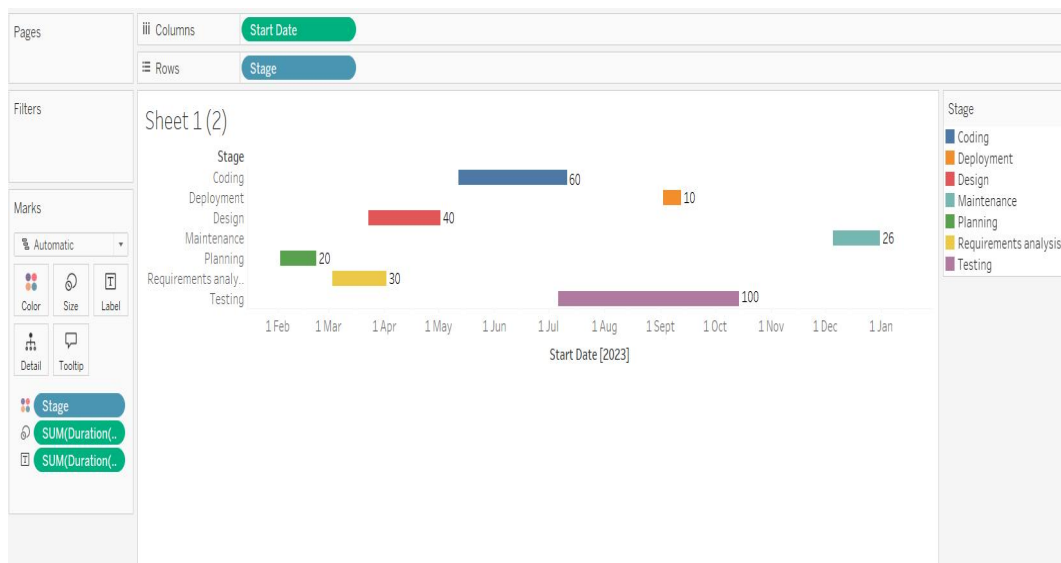 Pages
iii Columns
Start Date
Rows
Stage
Filters
Marks
Automatic
Color
Size
Label
Detail
Tooltip
Stage
SUM(Duration(..
SUM(Duration(..
Sheet 1 (2)
Stage
Coding
60
Deployment
10
Design
40
Maintenance
26
Planning
20
Requirements analy..
30
Testing
100
1 Feb 1 Mar 1 Apr 1 May 1 Jun 1 Jul 1 Aug 1 Sept 1 Oct 1 Nov 1 Dec 1 Jan
Start Date [2023]
Stage
Coding
Deployment
Design
Maintenance
Planning
Requirements analysis
Testing